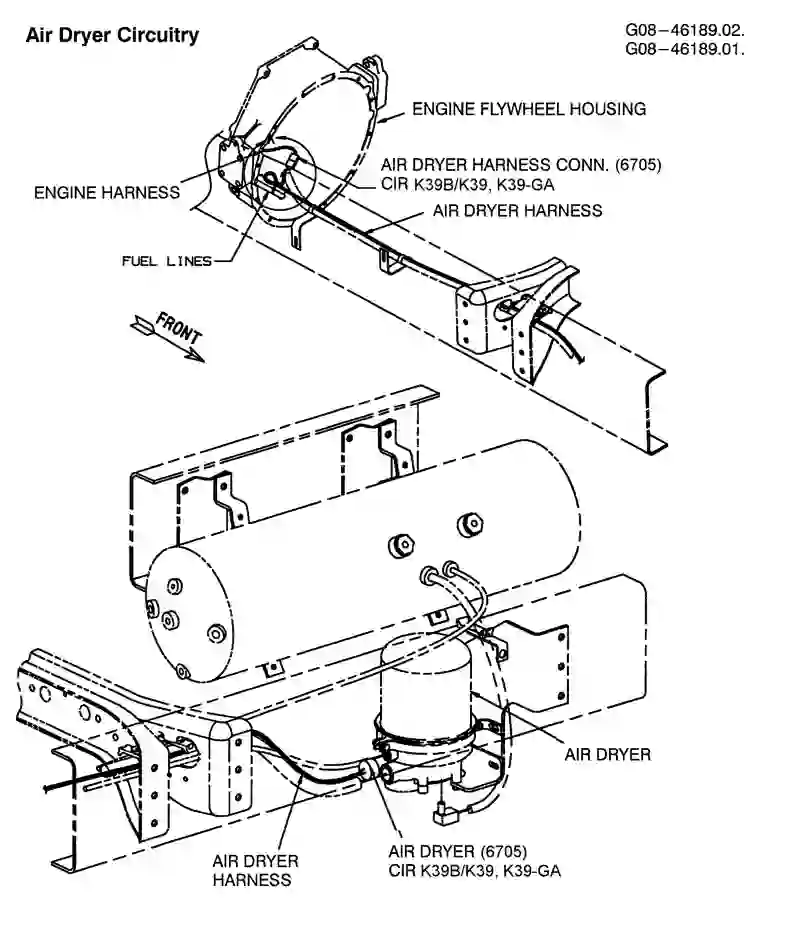 Air Dryer Circuitry
G08-46189.02.
G08-46189.01.
ENGINE FLYWHEEL HOUSING
AIR DRYER HARNESS CONN. (6705)
CIR K39B/K39, K39-GA
ENGINE HARNESS
AIR DRYER HARNESS
FUEL LINES
FRONT
AIR DRYER
AIR DRYER (6705)
CIR K39B/K39, K39-GA
AIR DRYER
HARNESS